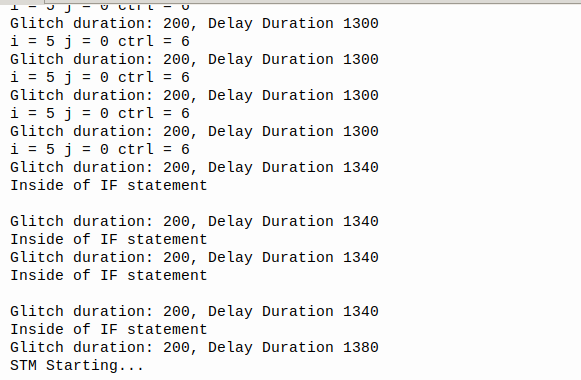 i = 5 j = 0 ctrl = 6
Glitch duration: 200, Delay Duration 1300
i = 5 j = 0 ctrl = 6
Glitch duration: 200, Delay Duration 1300
i = 5 j = 0 ctrl = 6
Glitch duration: 200, Delay Duration 1300
i = 5 j = 0 ctrl = 6
Glitch duration: 200, Delay Duration 1300
i = 5 j = 0 ctrl = 6
Glitch duration: 200, Delay Duration 1340
Inside of IF statement
Glitch duration: 200, Delay Duration 1340
Inside of IF statement
Glitch duration: 200, Delay Duration 1340
Inside of IF statement
Glitch duration: 200, Delay Duration 1340
Inside of IF statement
Glitch duration: 200, Delay Duration 1380
STM Starting...